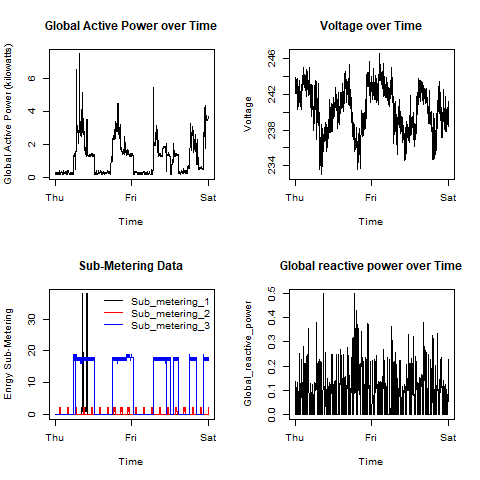 Global Active Power over Time
Global Active Power (kilowatts)
0 2 4 6
Thu Fri Sat
Time
Voltage over Time
Voltage
234 238 242 246
Thu Fri Sat
Time
Sub-Metering Data
Enrgy Sub-Metering
0 10 20 30
Sub_metering_1
Sub_metering_2
Sub_metering_3
Thu Fri Sat
Time
Global reactive power over Time
Global_reactive_power
0.0 0.1 0.2 0.3 0.4 0.5
Thu Fri Sat
Time